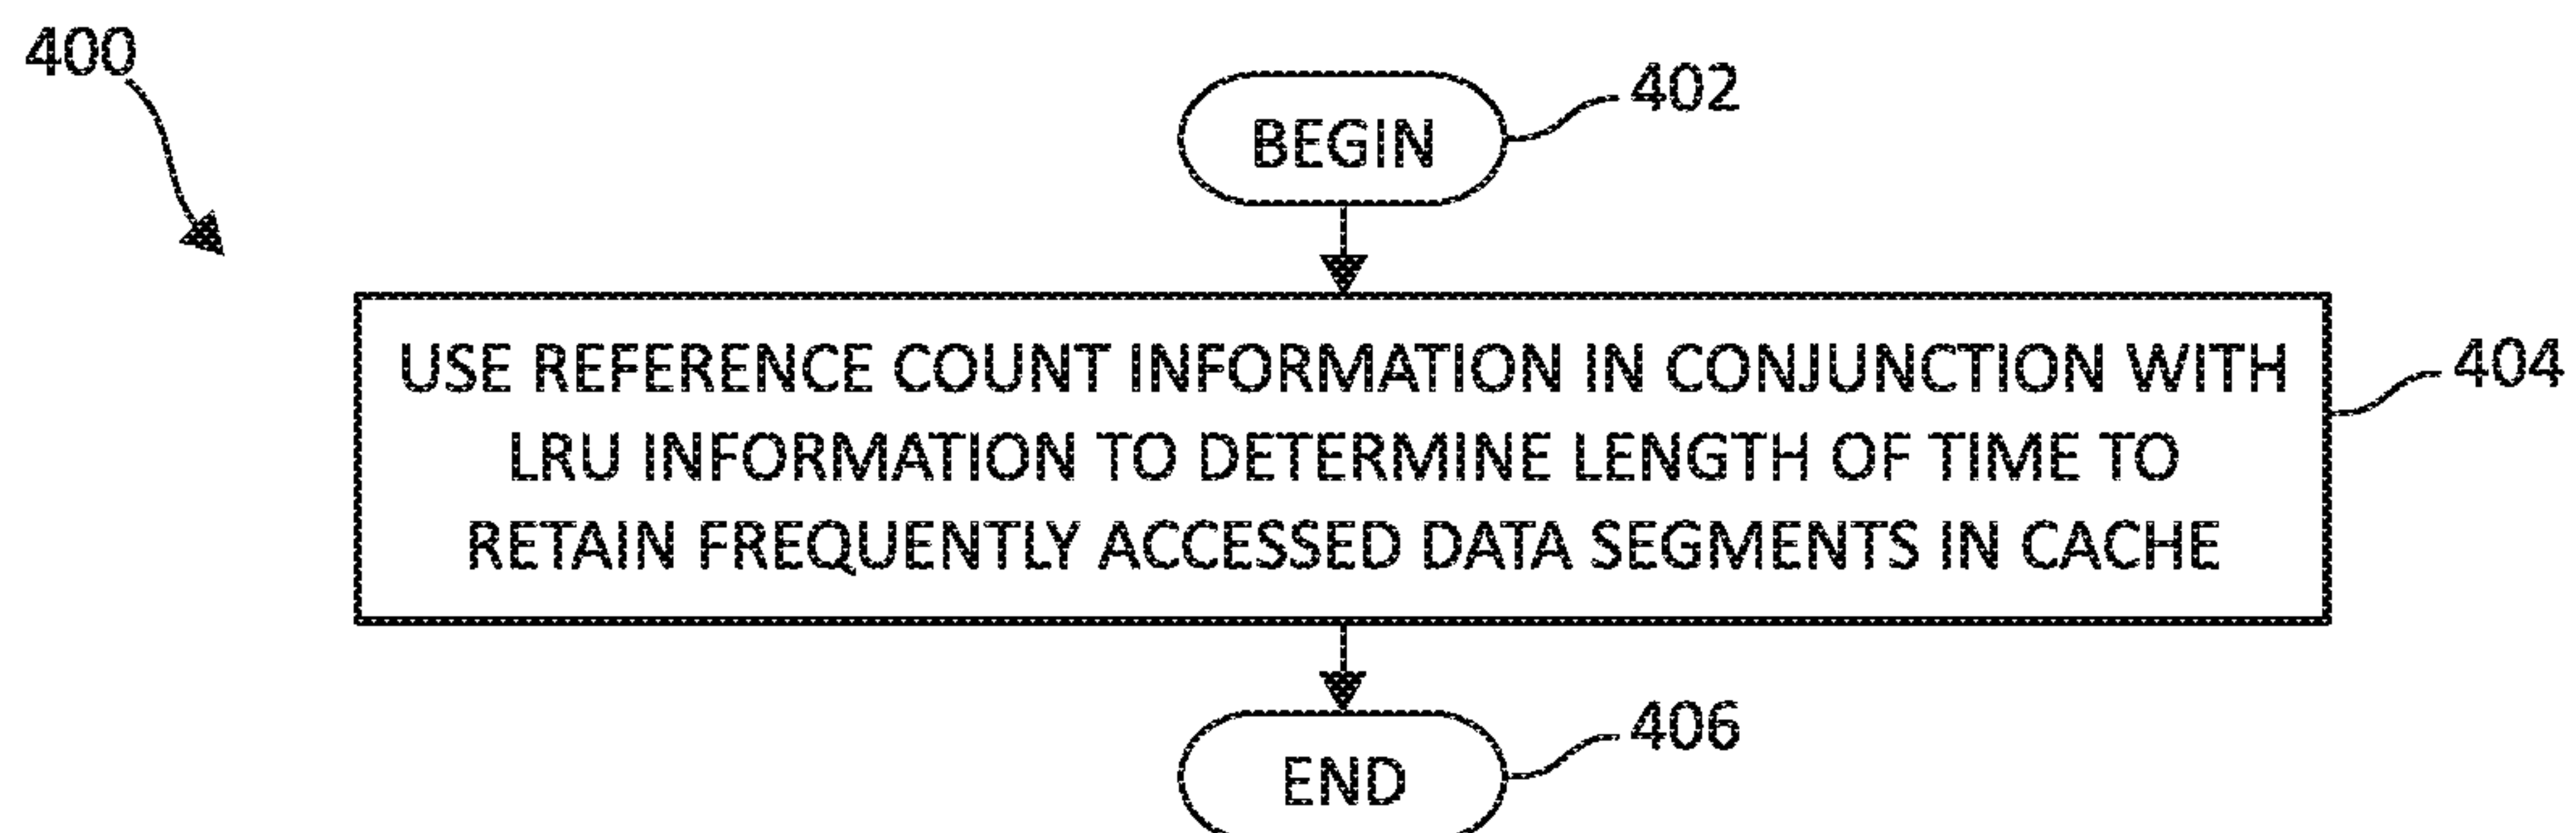 400
402
BEGIN
USE REFERENCE COUNT INFORMATION IN CONJUNCTION WITH
LRU INFORMATION TO DETERMINE LENGTH OF TIME TO
RETAIN FREQUENTLY ACCESSED DATA SEGMENTS IN CACHE
404
406
END